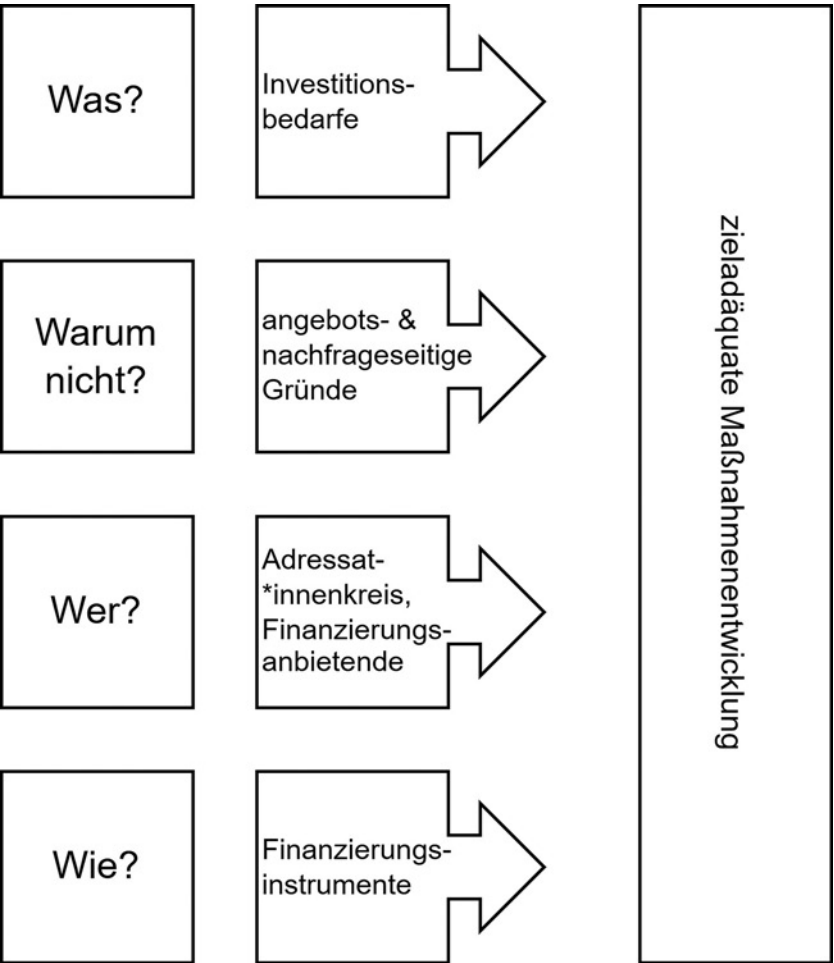 Was?
Investitions-
bedarfe
Warum
nicht?
angebots- &
nachfrageseitige
Gründe
Wer?
Adressat-
*innenkreis,
Finanzierungs-
anbietende
Wie?
Finanzierungs-
instrumente
zieladäquate Maßnahmenentwicklung